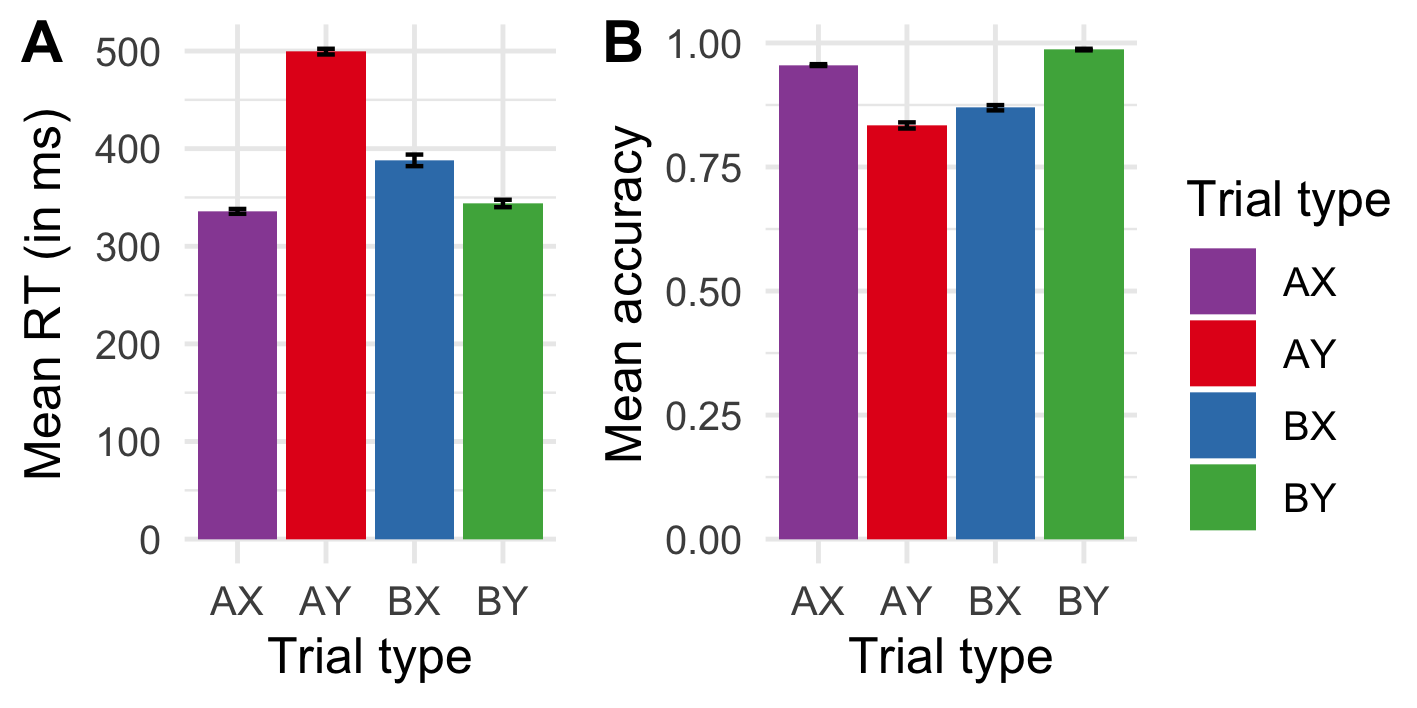 A
Mean RT (in ms)
500
400
300
200
100
0
AX AY BX BY
Trial type
B
Mean accuracy
1.00
0.75
0.50
0.25
0.00
AX AY BX BY
Trial type
Trial type
AX
AY
BX
BY